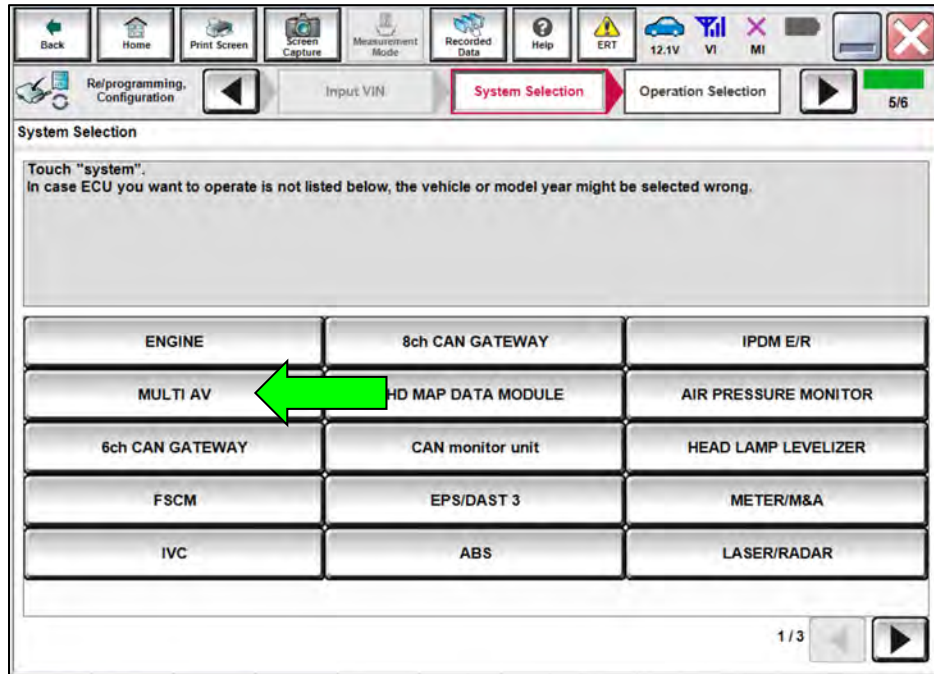 Back
Home
Print Screen
Screen
Capture
Measurement
Mode
Recorded
Data
Help
ERT
12.1V
VI
MI
Re/programming,
Configuration
Input VIN
System Selection
Operation Selection
5/6
System Selection
Touch "system".
In case ECU you want to operate is not listed below, the vehicle or model year might be selected wrong.
ENGINE
8ch CAN GATEWAY
IPDM E/R
MULTI AV
HD MAP DATA MODULE
AIR PRESSURE MONITOR
6ch CAN GATEWAY
CAN monitor unit
HEAD LAMP LEVELIZER
FSCM
EPS/DAST 3
METER/M&A
IVC
ABS
LASER/RADAR
1 / 3